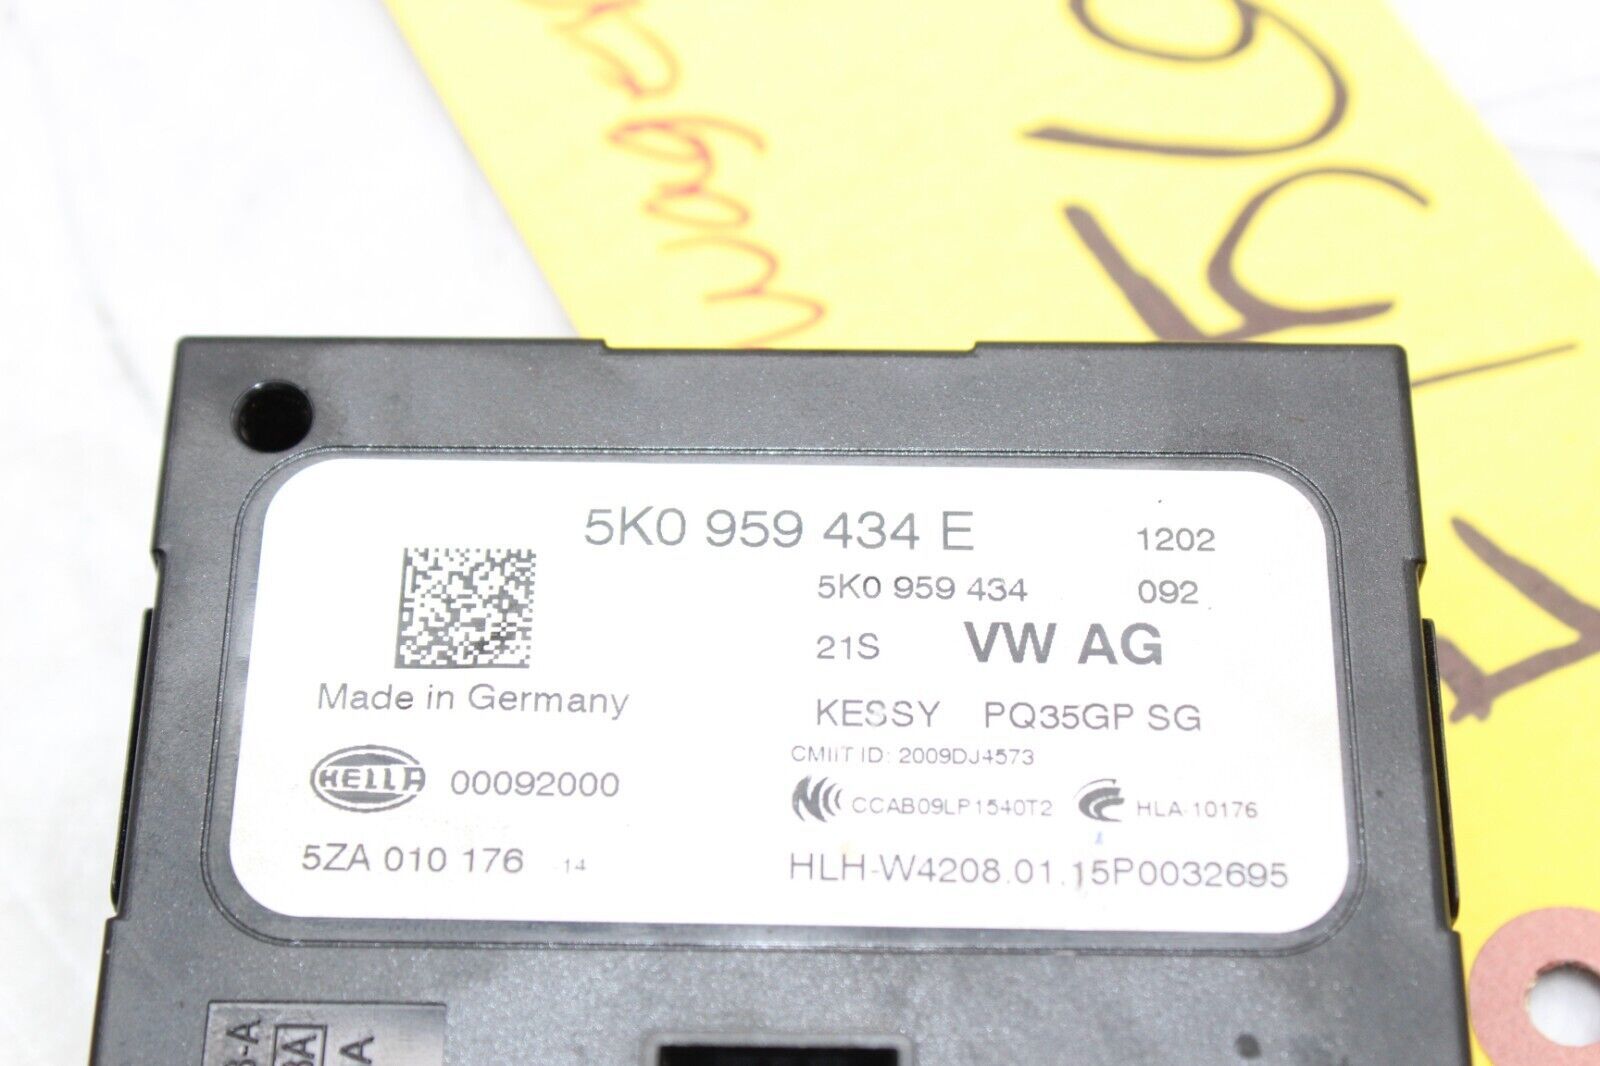 5K0 959 434 E 1202
5K0 959 434 092
21S VW AG
Made in Germany
KESSY PQ35GP SG
CMIIT ID: 2009DJ4573
HELLA 00092000
CCAB09LP1540T2 HLA-10176
5ZA 010 176 14
HLH-W4208.01.15P0032695